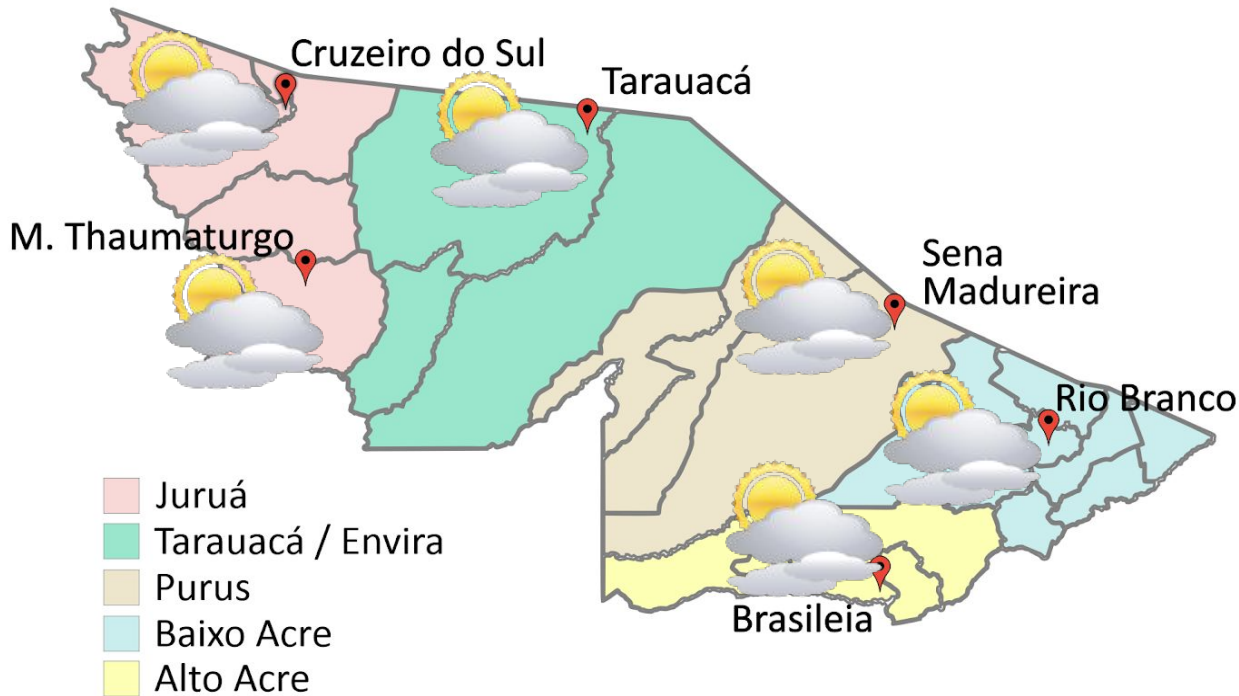 Cruzeiro do Sul
Tarauacá
M. Thaumaturgo
Sena
Madureira
Rio Branco
Brasileia
Juruá
Tarauacá / Envira
Purus
Baixo Acre
Alto Acre